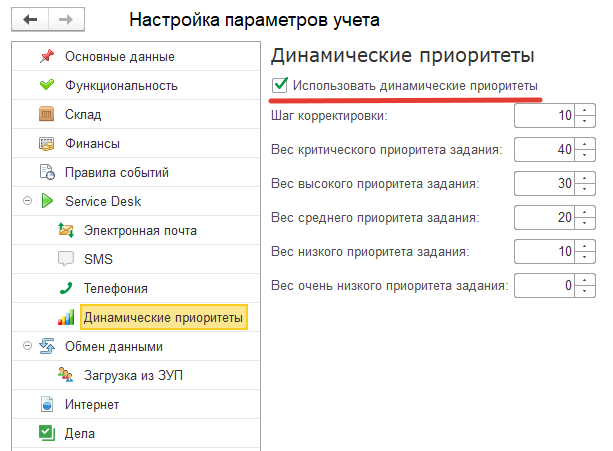 Настройка параметров учета
Основные данные
Функциональность
Склад
Финансы
Правила событий
Service Desk
Электронная почта
SMS
Телефония
Динамические приоритеты
Обмен данными
Загрузка из ЗУП
Интернет
Дела
Динамические приоритеты
Использовать динамические приоритеты
Шаг корректировки: 10
Вес критического приоритета задания: 40
Вес высокого приоритета задания: 30
Вес среднего приоритета задания: 20
Вес низкого приоритета задания: 10
Вес очень низкого приоритета задания: 0